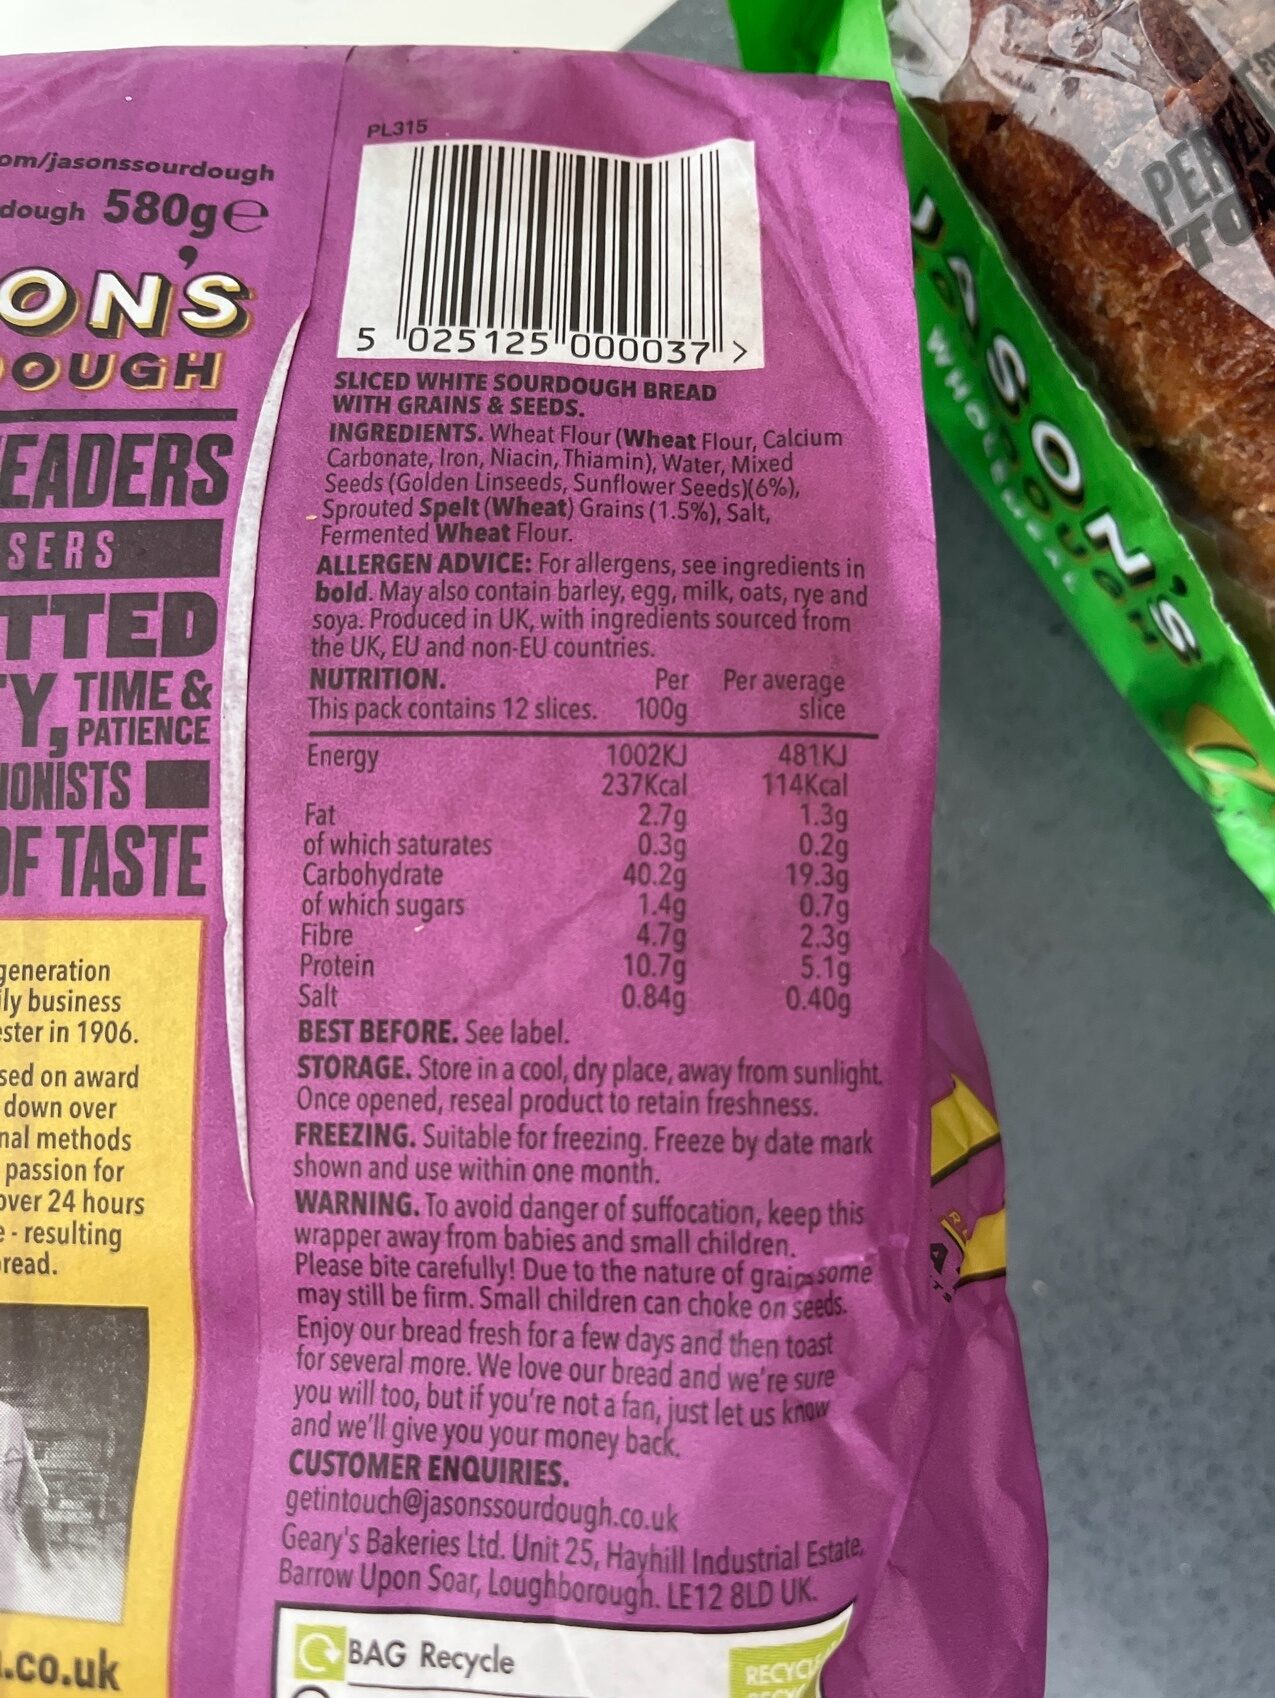 om/jasonssourdough
dough 580g℮
ON'S
OUGH
EADERS
SERS
TTED
Y, TIME &
PATIENCE
IONISTS
OF TASTE
generation
ily business
ester in 1906.
sed on award
down over
nal methods
passion for
over 24 hours
e - resulting
read.
.co.uk
PL315
5 025125 000037 >
SLICED WHITE SOURDOUGH BREAD
WITH GRAINS & SEEDS.
INGREDIENTS. Wheat Flour (Wheat Flour, Calcium
Carbonate, Iron, Niacin, Thiamin), Water, Mixed
Seeds (Golden Linseeds, Sunflower Seeds)(6%),
Sprouted Spelt (Wheat) Grains (1.5%), Salt,
Fermented Wheat Flour.
ALLERGEN ADVICE: For allergens, see ingredients in
bold. May also contain barley, egg, milk, oats, rye and
soya. Produced in UK, with ingredients sourced from
the UK, EU and non-EU countries.
NUTRITION. Per Per average
This pack contains 12 slices. 100g slice
Energy 1002KJ 481KJ
237Kcal 114Kcal
Fat 2.7g 1.3g
of which saturates 0.3g 0.2g
Carbohydrate 40.2g 19.3g
of which sugars 1.4g 0.7g
Fibre 4.7g 2.3g
Protein 10.7g 5.1g
Salt 0.84g 0.40g
BEST BEFORE. See label.
STORAGE. Store in a cool, dry place, away from sunlight.
Once opened, reseal product to retain freshness.
FREEZING. Suitable for freezing. Freeze by date mark
shown and use within one month.
WARNING. To avoid danger of suffocation, keep this
wrapper away from babies and small children.
Please bite carefully! Due to the nature of grains some
may still be firm. Small children can choke on seeds.
Enjoy our bread fresh for a few days and then toast
for several more. We love our bread and we're sure
you will too, but if you're not a fan, just let us know
and we'll give you your money back.
CUSTOMER ENQUIRIES.
getintouch@jasonssourdough.co.uk
Geary's Bakeries Ltd. Unit 25, Hayhill Industrial Estate,
Barrow Upon Soar, Loughborough. LE12 8LD UK.
BAG Recycle
RECYCL
JASON'S
SOURDOUGH
WHOLEMEAL
PERFEC
TO